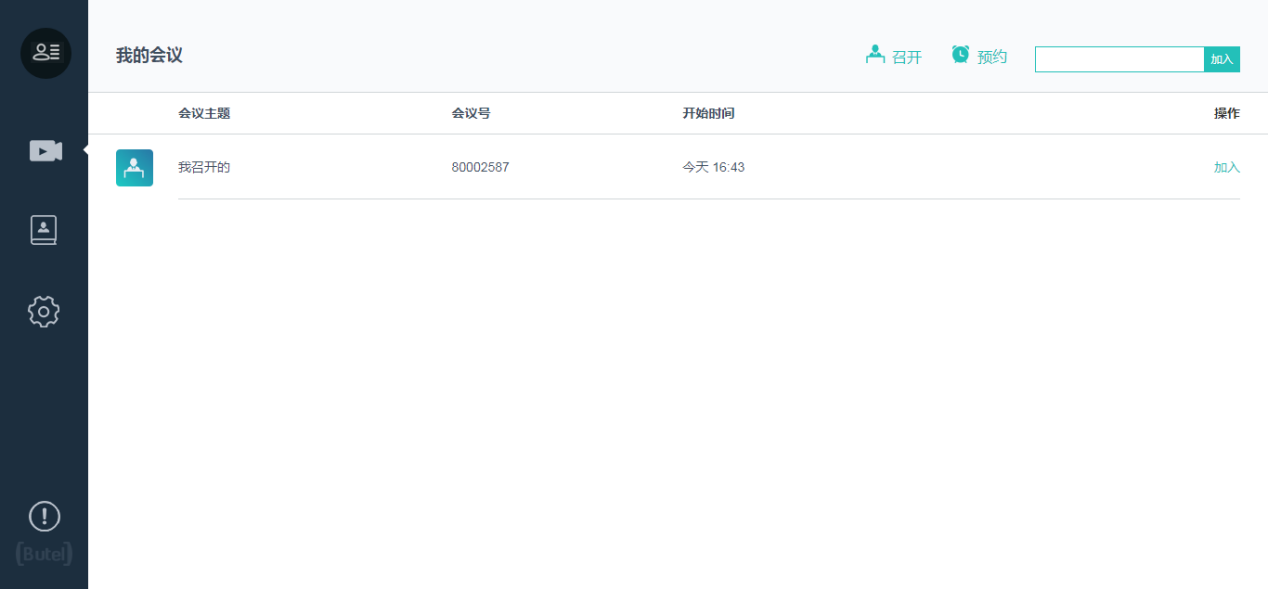 我的会议
召开
预约
加入
会议主题 会议号 开始时间 操作
我召开的 80002587 今天 16:43 加入
(Butel)